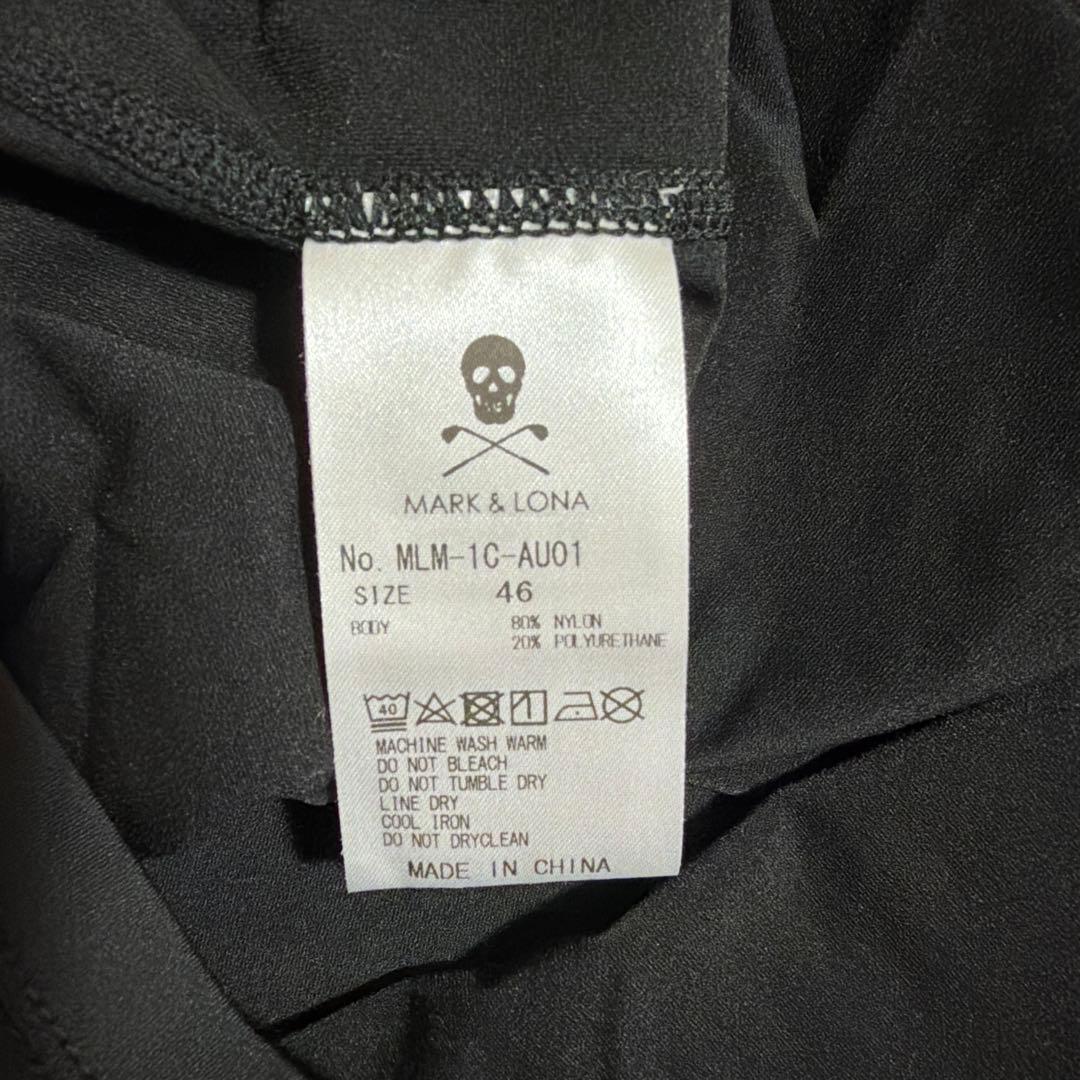 MARK & LONA
No. MLM-1C-AU01
SIZE 46
BODY 80% NYLON
20% POLYURETHANE
40
MACHINE WASH WARM
DO NOT BLEACH
DO NOT TUMBLE DRY
LINE DRY
COOL IRON
DO NOT DRYCLEAN
MADE IN CHINA